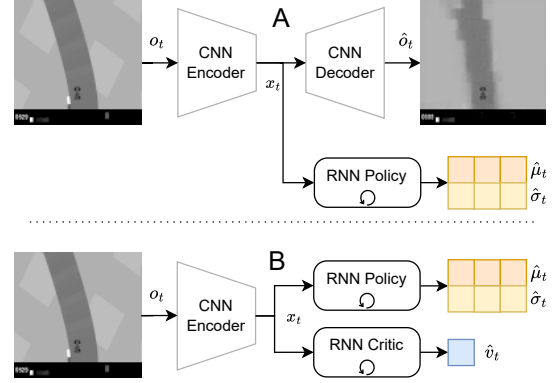 A
o_t
CNN
Encoder
x_t
CNN
Decoder
ô_t
RNN Policy
μ̂_t
σ̂_t
B
o_t
CNN
Encoder
x_t
RNN Policy
μ̂_t
σ̂_t
RNN Critic
v̂_t